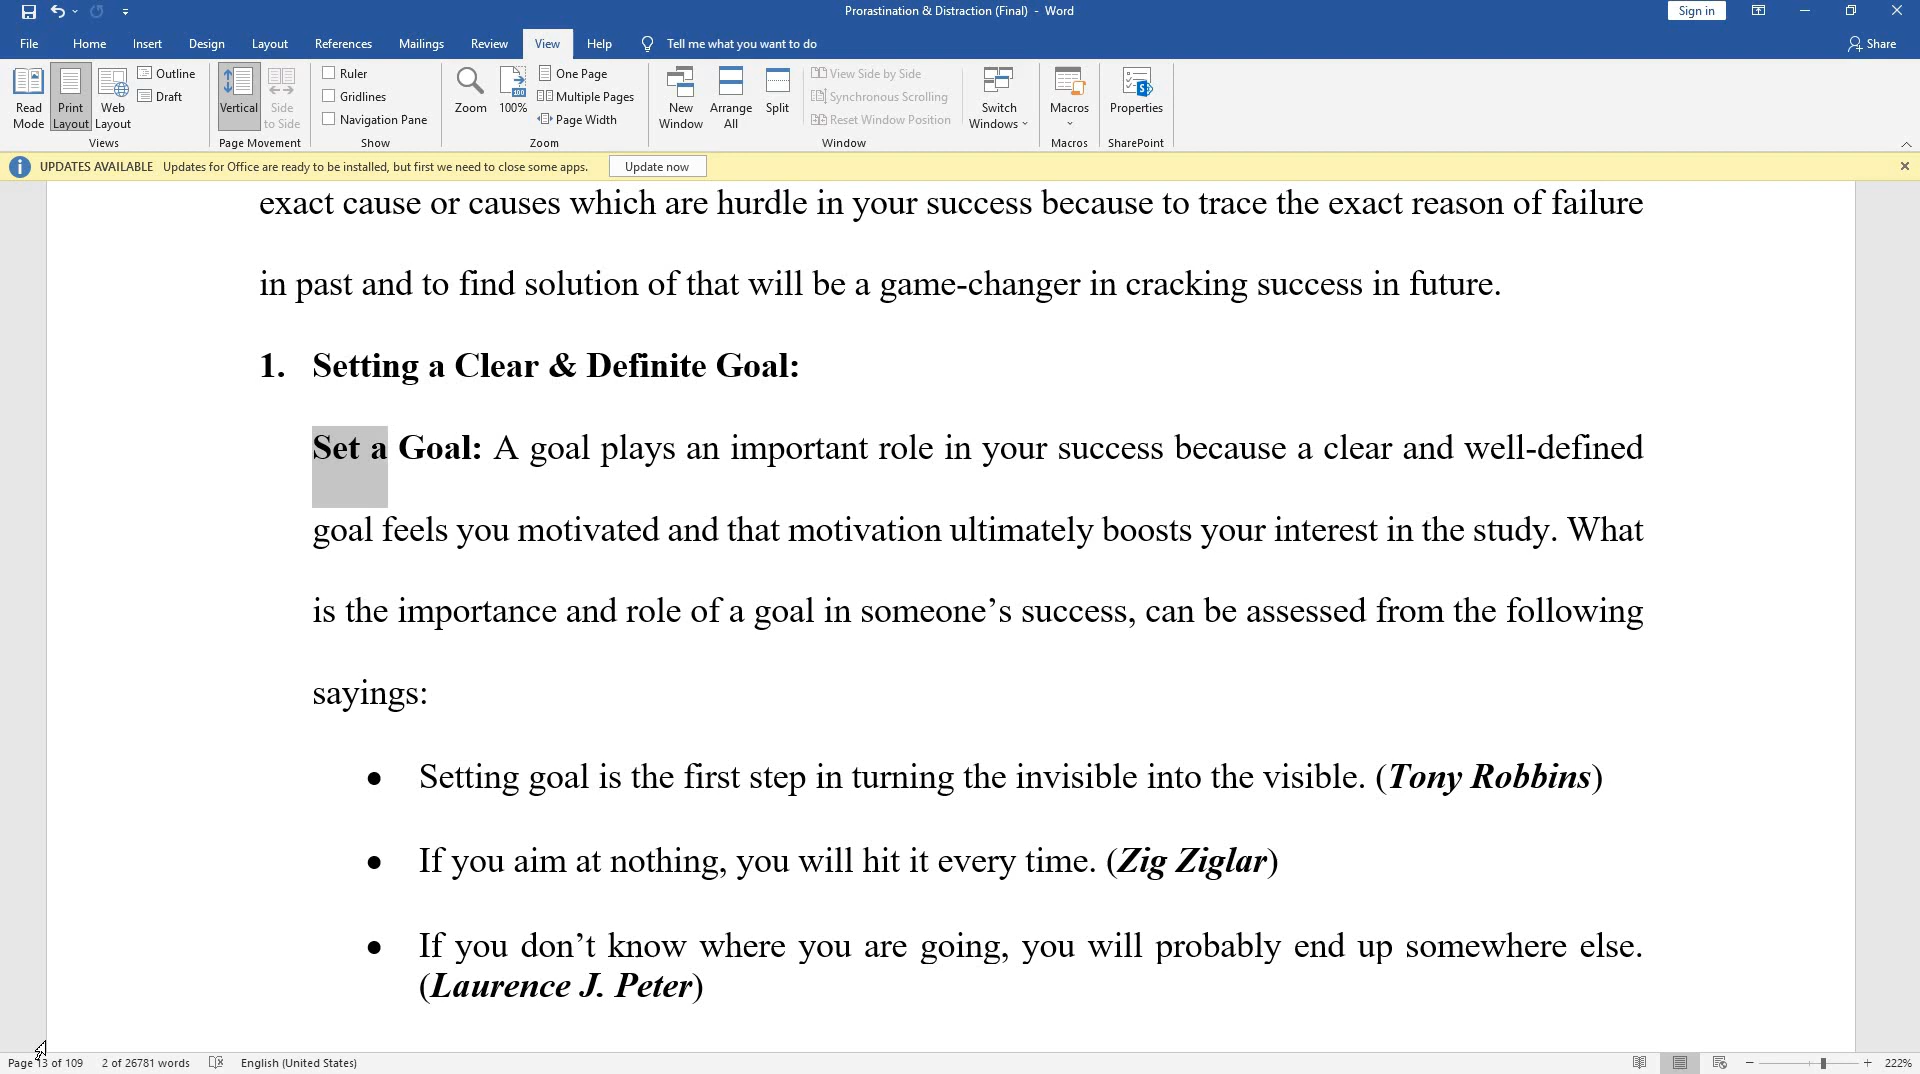 Prorastination & Distraction (Final) - Word
Sign in
File Home Insert Design Layout References Mailings Review View Help Tell me what you want to do Share
Read Mode
Print Layout
Web Layout
Outline
Draft
Views
Vertical
Side to Side
Page Movement
Ruler
Gridlines
Navigation Pane
Show
Zoom
100
100%
One Page
Multiple Pages
Page Width
Zoom
New Window
Arrange All
Split
View Side by Side
Synchronous Scrolling
Reset Window Position
Window
Switch Windows
Macros
Macros
Properties
SharePoint
UPDATES AVAILABLE Updates for Office are ready to be installed, but first we need to close some apps. Update now
exact cause or causes which are hurdle in your success because to trace the exact reason of failure
in past and to find solution of that will be a game-changer in cracking success in future.
1. Setting a Clear & Definite Goal:
Set a Goal: A goal plays an important role in your success because a clear and well-defined
goal feels you motivated and that motivation ultimately boosts your interest in the study. What
is the importance and role of a goal in someone’s success, can be assessed from the following
sayings:
• Setting goal is the first step in turning the invisible into the visible. (Tony Robbins)
• If you aim at nothing, you will hit it every time. (Zig Ziglar)
• If you don’t know where you are going, you will probably end up somewhere else.
(Laurence J. Peter)
Page 13 of 109 2 of 26781 words English (United States) 222%